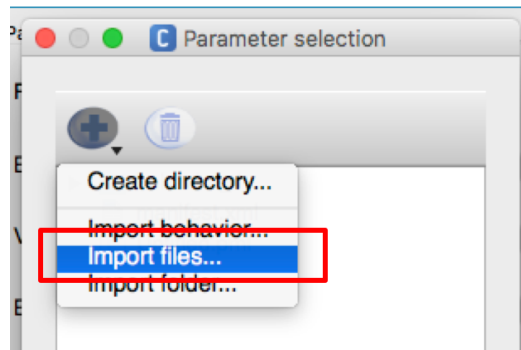 Parameter selection
Create directory...
Import behavior...
Import files...
Import folder...